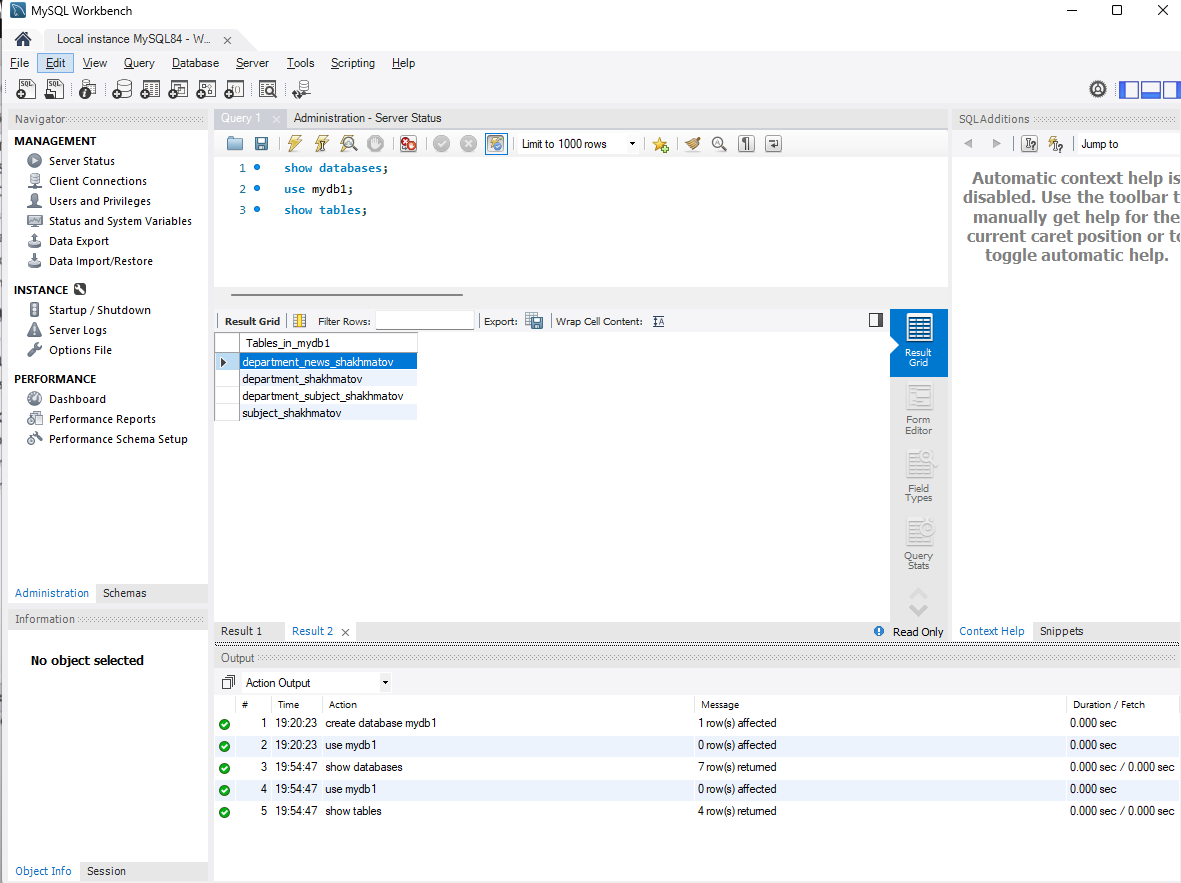 MySQL Workbench
Local instance MySQL84 - W...
File Edit View Query Database Server Tools Scripting Help
Navigator
MANAGEMENT
Server Status
Client Connections
Users and Privileges
Status and System Variables
Data Export
Data Import/Restore
INSTANCE
Startup / Shutdown
Server Logs
Options File
PERFORMANCE
Dashboard
Performance Reports
Performance Schema Setup
Administration Schemas
Information
No object selected
Object Info Session
Query 1 Administration - Server Status
Limit to 1000 rows
1 show databases;
2 use mydb1;
3 show tables;
Result Grid Filter Rows: Export: Wrap Cell Content:
Tables_in_mydb1
department_news_shakhmatov
department_shakhmatov
department_subject_shakhmatov
subject_shakhmatov
Result
Grid
Form
Editor
Field
Types
Query
Stats
Result 1 Result 2 Read Only
SQLAdditions
Jump to
Automatic context help is
disabled. Use the toolbar t
manually get help for the
current caret position or to
toggle automatic help.
Context Help Snippets
Output
Action Output
# Time Action Message Duration / Fetch
1 19:20:23 create database mydb1 1 row(s) affected 0.000 sec
2 19:20:23 use mydb1 0 row(s) affected 0.000 sec
3 19:54:47 show databases 7 row(s) returned 0.000 sec / 0.000 sec
4 19:54:47 use mydb1 0 row(s) affected 0.000 sec
5 19:54:47 show tables 4 row(s) returned 0.000 sec / 0.000 sec